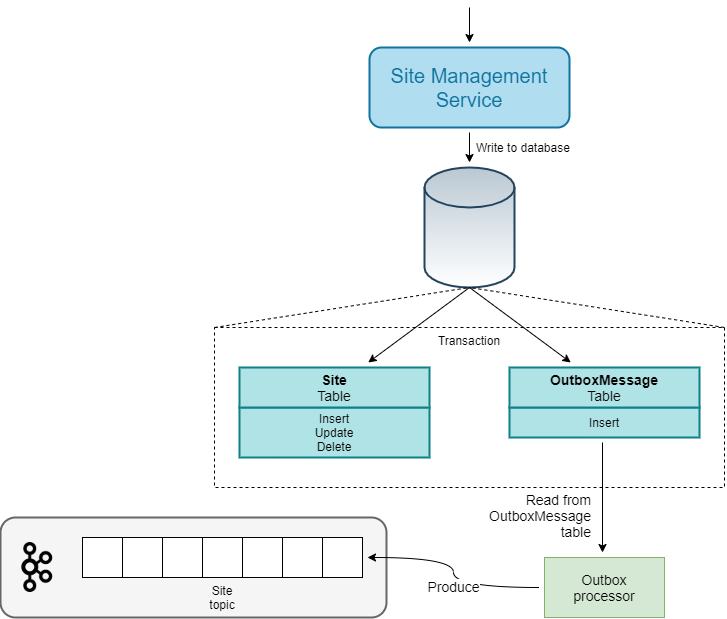 Site Management
Service
Write to database
Transaction
Site
Table
Insert
Update
Delete
OutboxMessage
Table
Insert
Read from
OutboxMessage
table
Site
topic
Produce
Outbox
processor